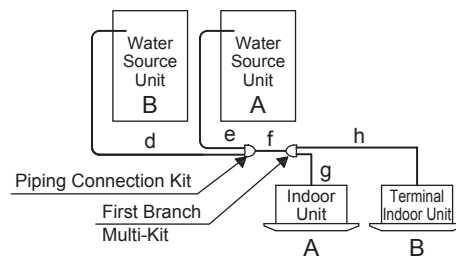 Water
Source
Unit
B
Water
Source
Unit
A
d
e
f
h
g
Piping Connection Kit
First Branch
Multi-Kit
Indoor
Unit
A
Terminal
Indoor Unit
B